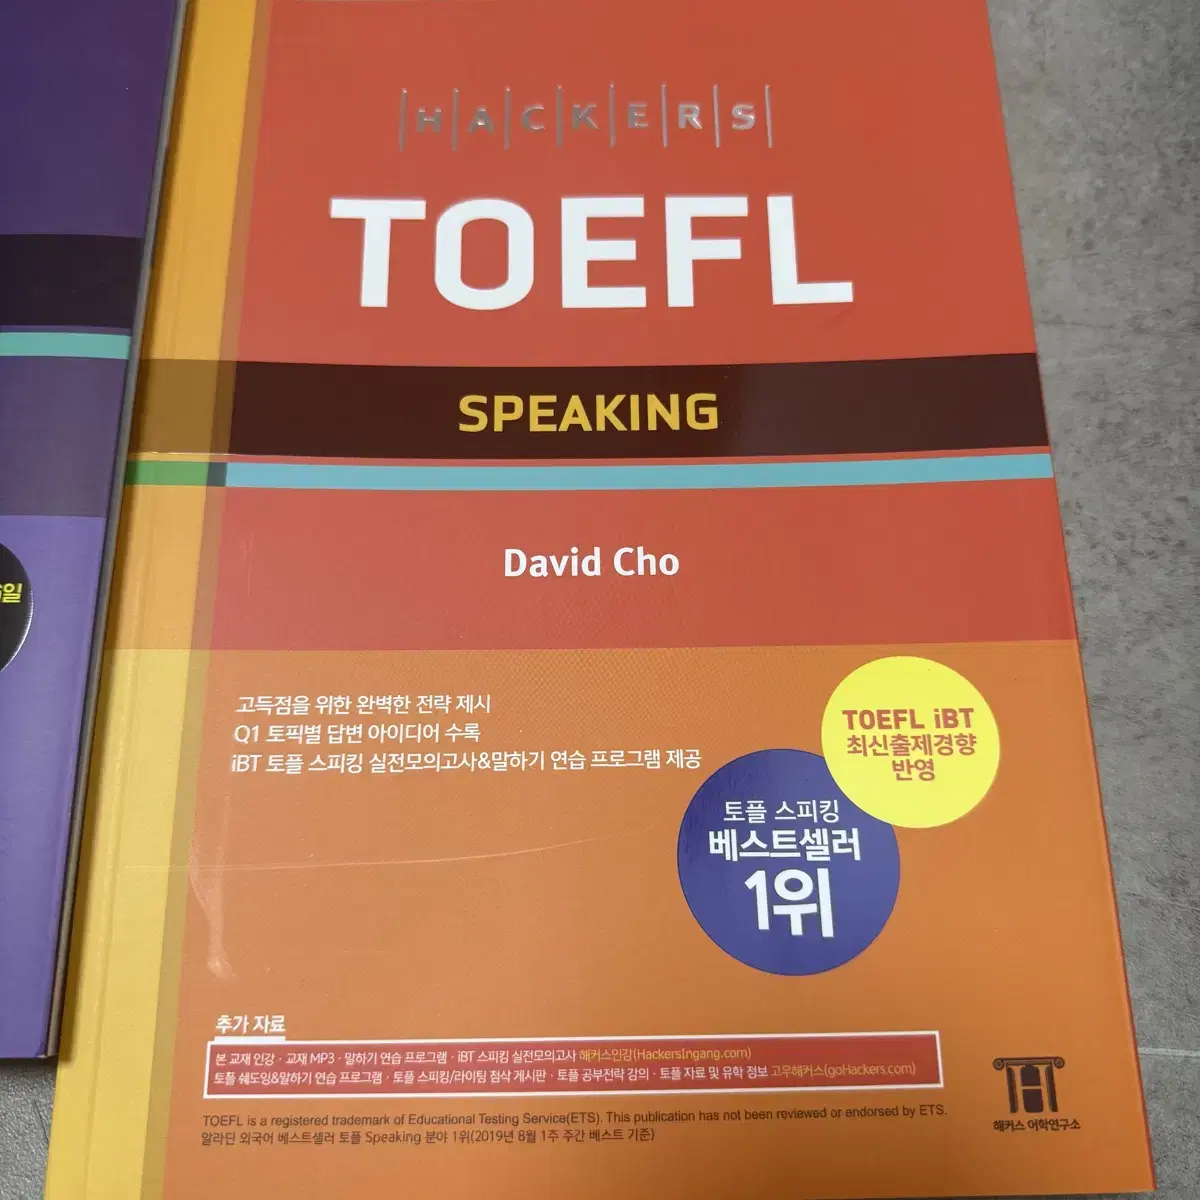 HACKERS
TOEFL
SPEAKING
David Cho
고득점을 위한 완벽한 전략 제시
Q1 토픽별 답변 아이디어 수록
iBT 토플 스피킹 실전모의고사&말하기 연습 프로그램 제공
TOEFL iBT
최신출제경향
반영
토플 스피킹
베스트셀러
1위
추가 자료
본 교재 인강 · 교재 MP3 · 말하기 연습 프로그램 · iBT 스피킹 실전모의고사 해커스인강(HackersIngang.com)
토플 쉐도잉&말하기 연습 프로그램 · 토플 스피킹/라이팅 첨삭 게시판 · 토플 공부전략 강의 · 토플 자료 및 유학 정보 고우해커스(goHackers.com)
TOEFL is a registered trademark of Educational Testing Service(ETS). This publication has not been reviewed or endorsed by ETS.
알라딘 외국어 베스트셀러 토플 Speaking 분야 1위(2019년 8월 1주 주간 베스트 기준)
해커스 어학연구소